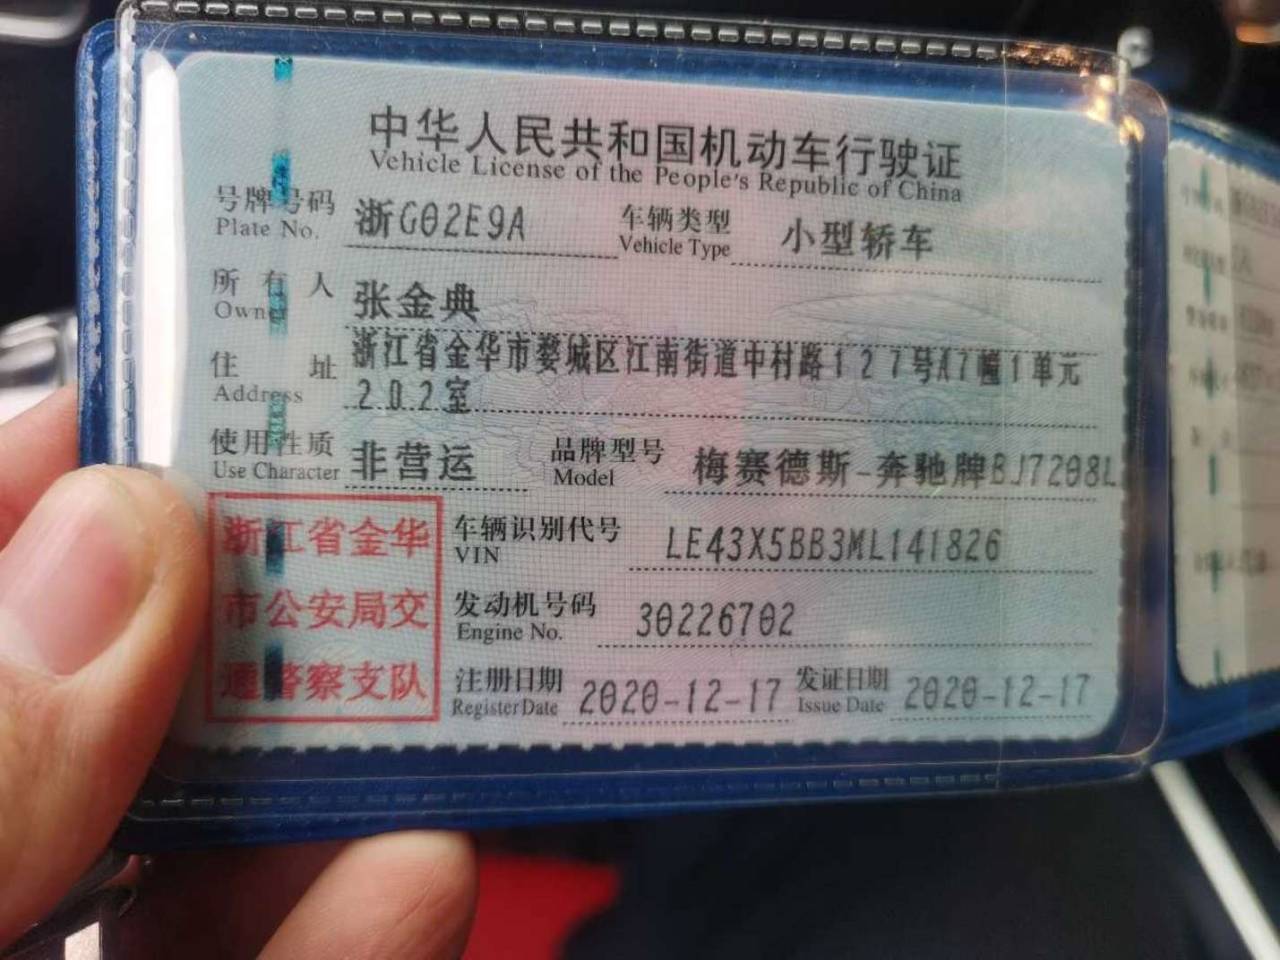 中华人民共和国机动车行驶证
Vehicle License of the People's Republic of China
号牌号码 浙G02E9A 车辆类型 小型轿车
Plate No. Vehicle Type
所有人 张金典
Owner
住址 浙江省金华市婺城区江南街道中村路127号A7幢1单元
Address 202室
使用性质 非营运 品牌型号 梅赛德斯-奔驰牌BJ7208L
Use Character Model
浙江省金华
市公安局交
通警察支队
车辆识别代号 LE43X5BB3ML141826
VIN
发动机号码 30226702
Engine No.
注册日期 2020-12-17 发证日期 2020-12-17
Register Date Issue Date